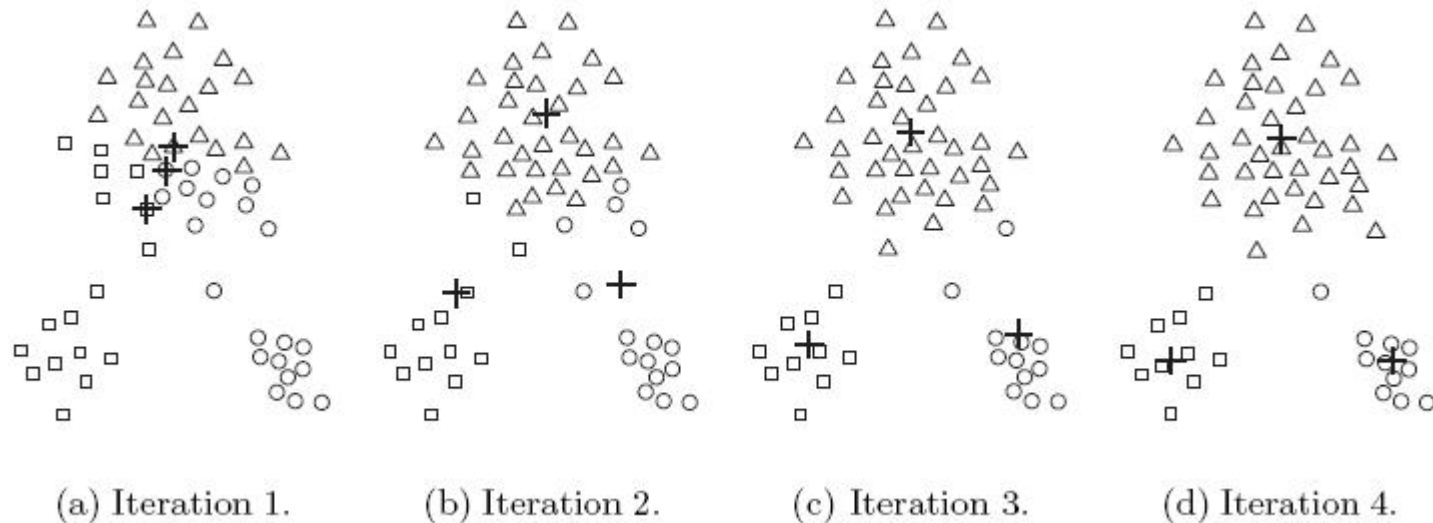 (a) Iteration 1.
(b) Iteration 2.
(c) Iteration 3.
(d) Iteration 4.